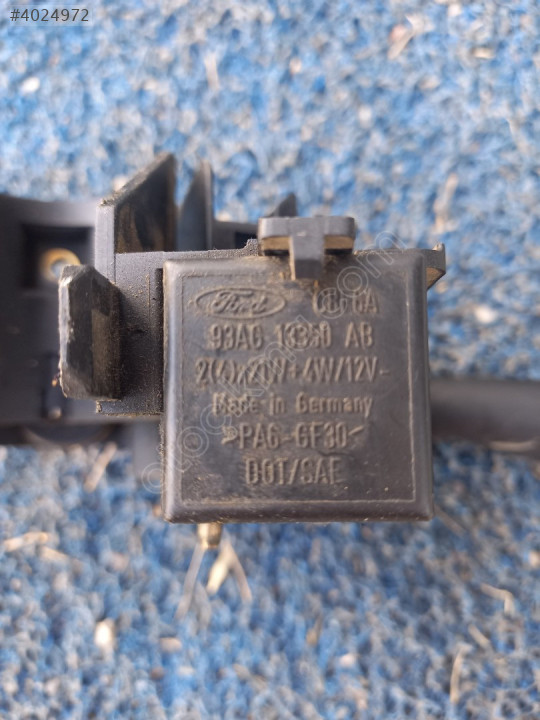 #4024972
Ford
93AG 13350 AB
2(4)x21W+4W/12V-
Made in Germany
>PA6-GF30<
DOT/SAE